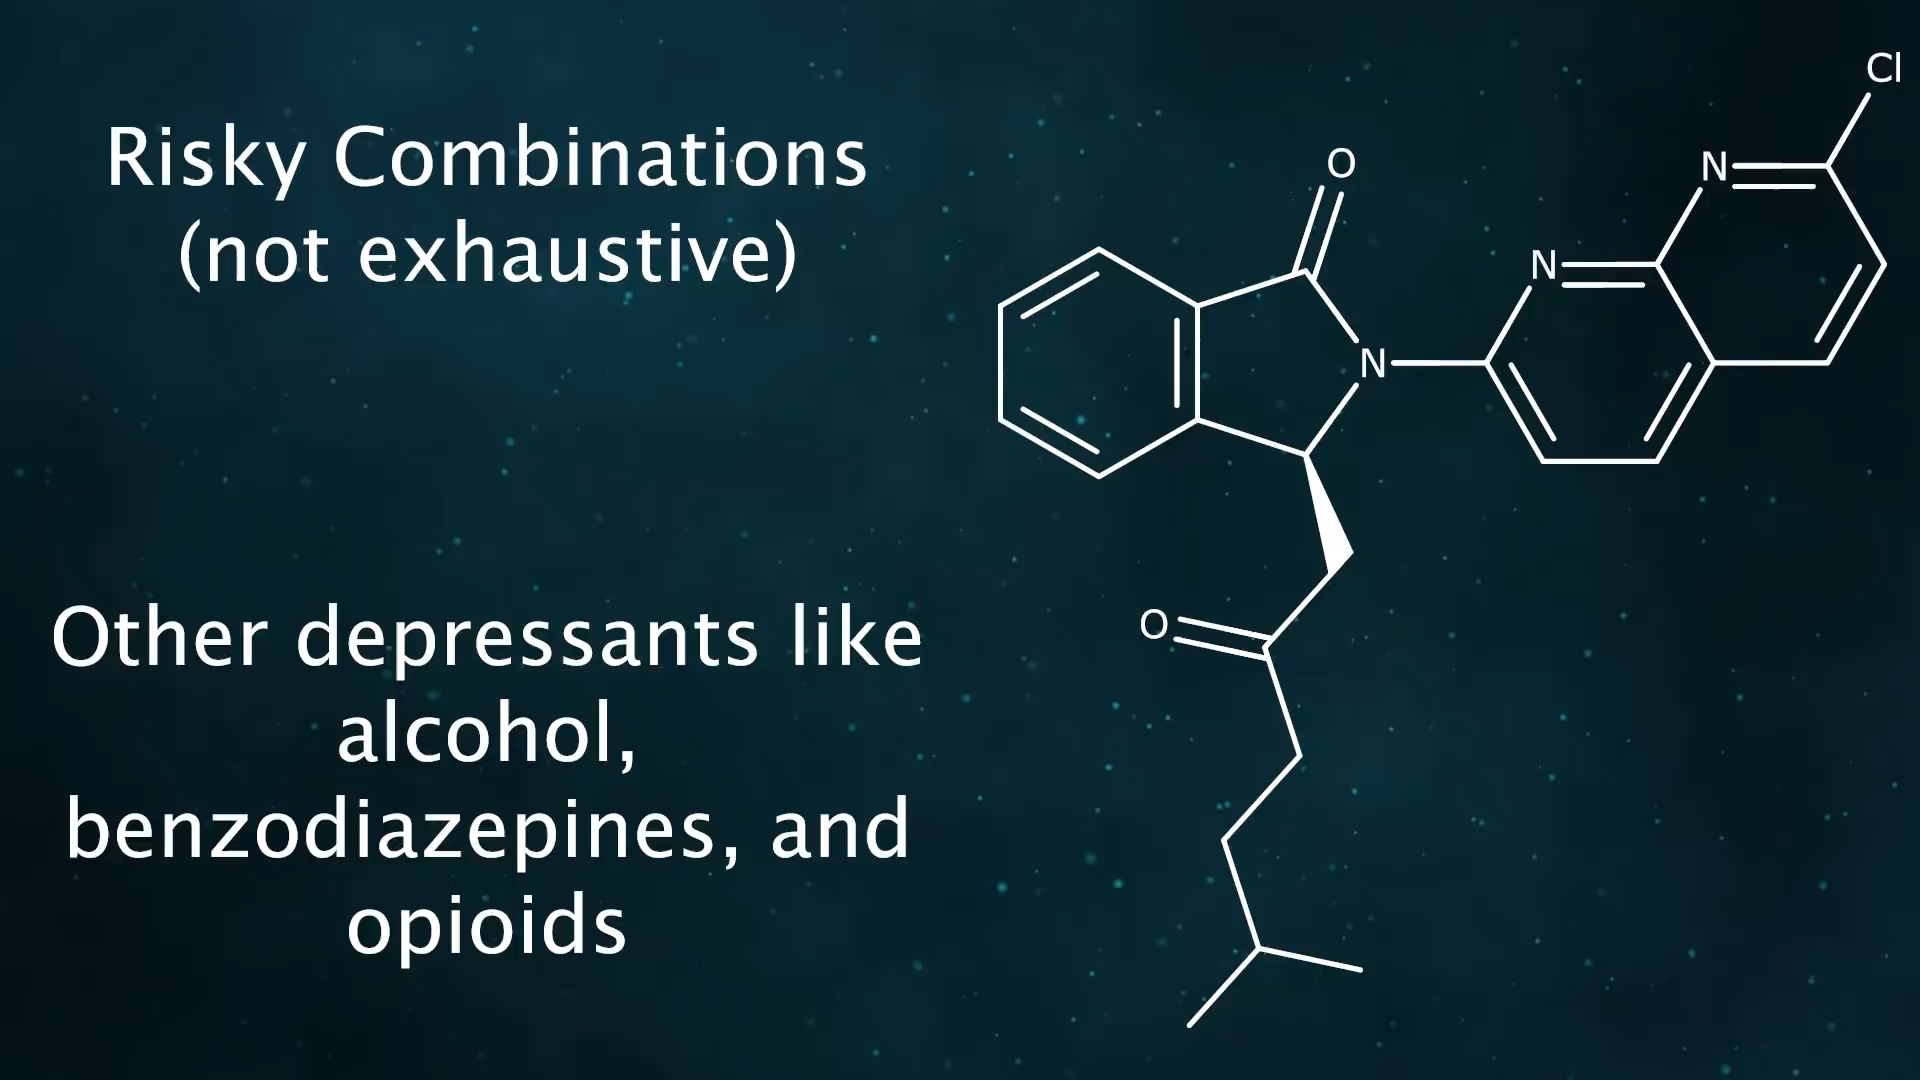 Risky Combinations
(not exhaustive)
Other depressants like
alcohol,
benzodiazepines, and
opioids
Cl
O
N
N
N
O